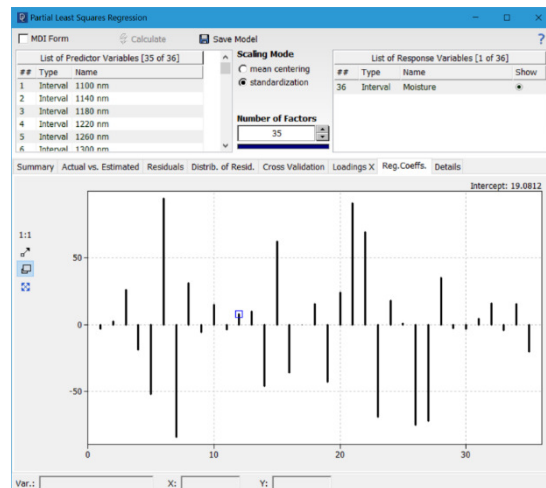 Partial Least Squares Regression
MDI Form Calculate Save Model ?
List of Predictor Variables [35 of 36]
## Type Name
1 Interval 1100 nm
2 Interval 1140 nm
3 Interval 1180 nm
4 Interval 1220 nm
5 Interval 1260 nm
6 Interval 1300 nm
Scaling Mode
mean centering
standardization
Number of Factors
35
List of Response Variables [1 of 36]
## Type Name Show
36 Interval Moisture
Summary Actual vs. Estimated Residuals Distrib. of Resid. Cross Validation Loadings X Reg.Coeffs. Details
Intercept: 19.0812
1:1
50
0
-50
0 10 20 30
Var.: X: Y: